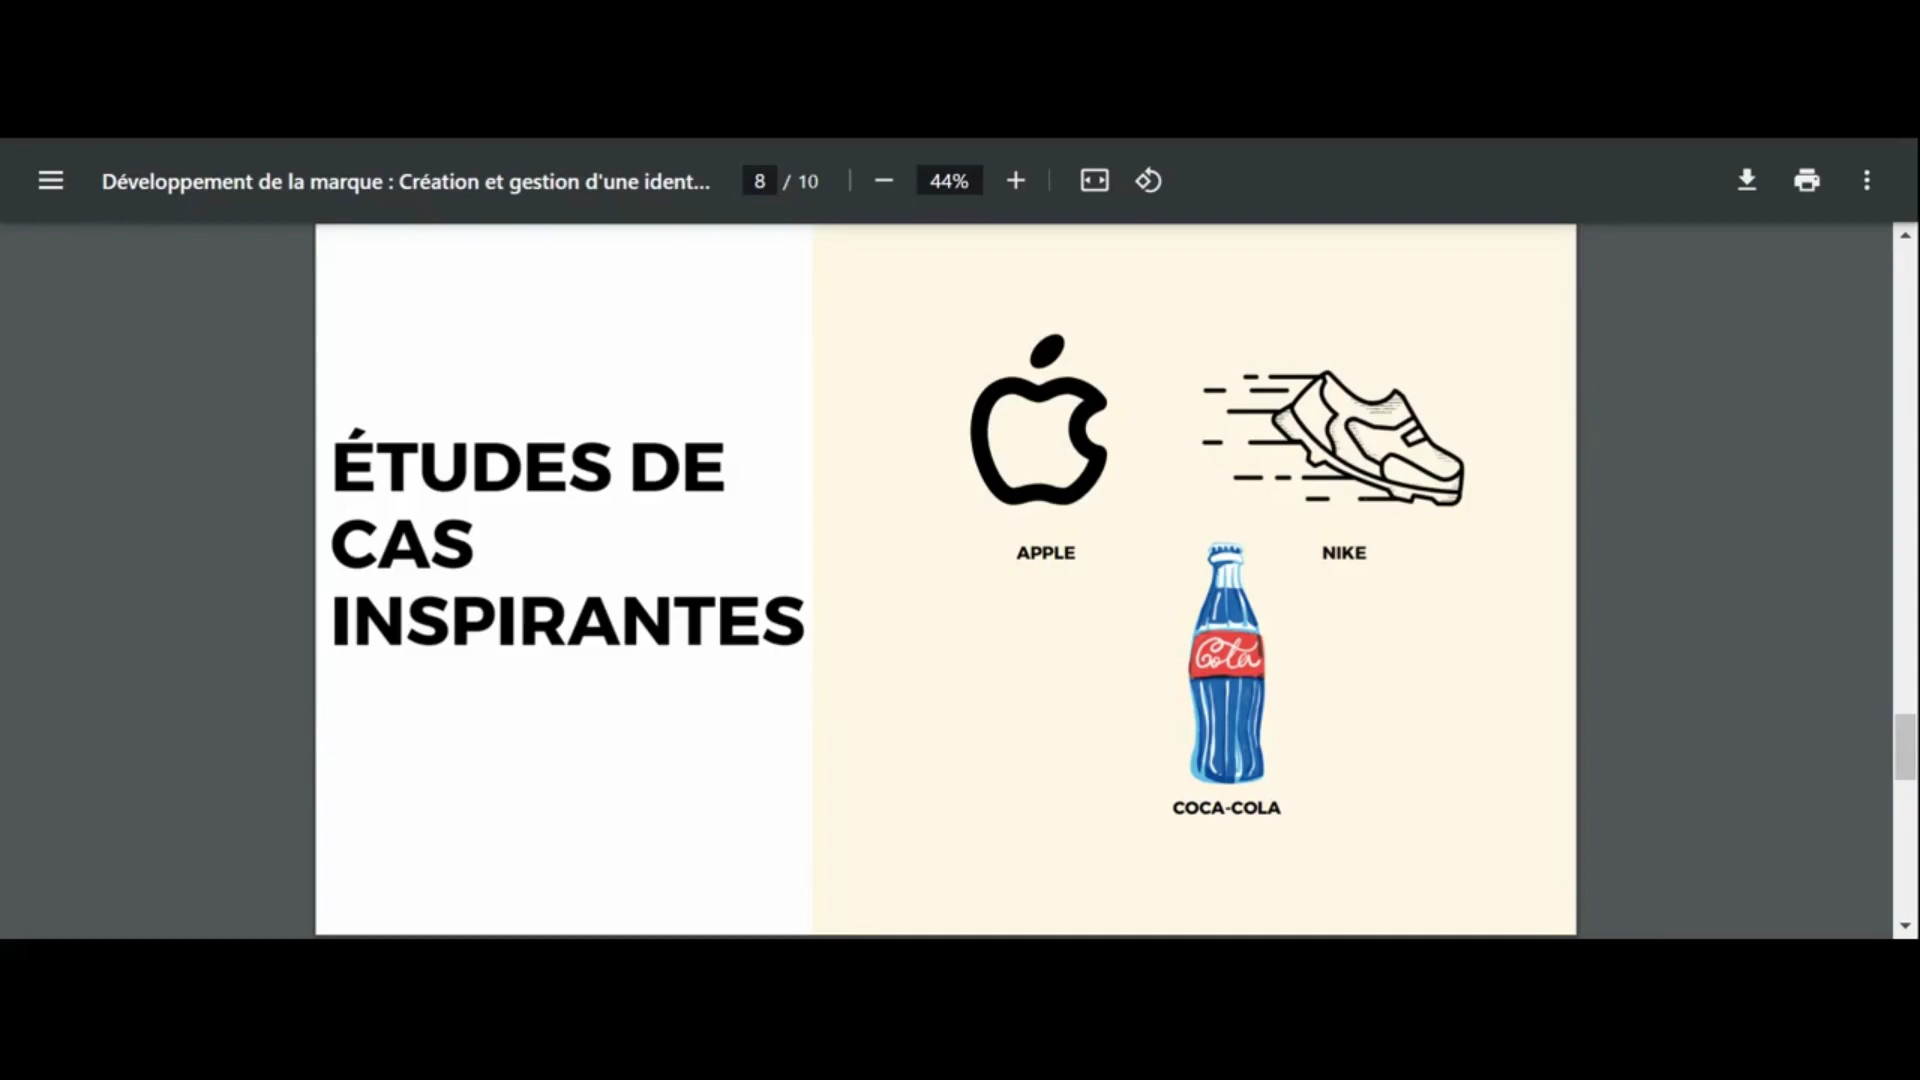 Développement de la marque : Création et gestion d'une ident...
8 / 10
44%
ÉTUDES DE
CAS
INSPIRANTES
APPLE
NIKE
Cola
COCA-COLA